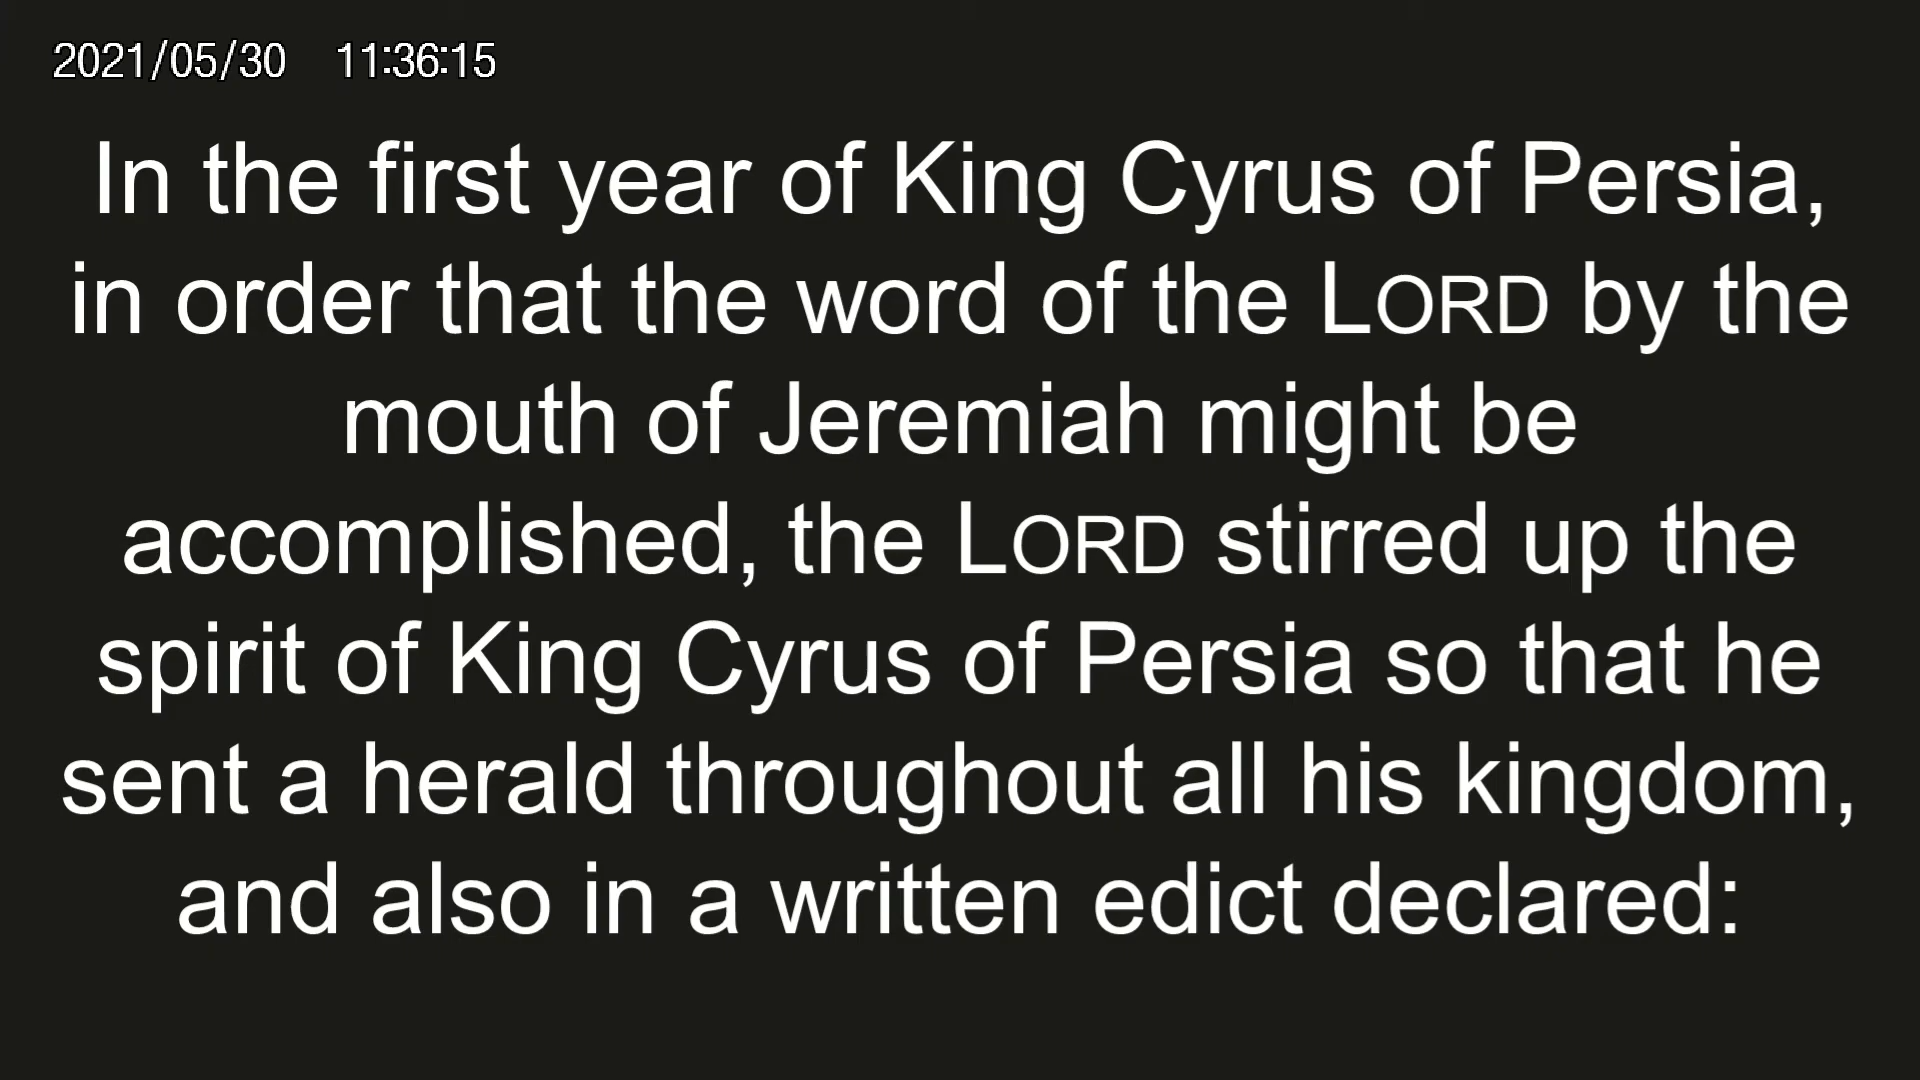 2021/05/30 11:36:15
In the first year of King Cyrus of Persia,
in order that the word of the LORD by the
mouth of Jeremiah might be
accomplished, the LORD stirred up the
spirit of King Cyrus of Persia so that he
sent a herald throughout all his kingdom,
and also in a written edict declared: